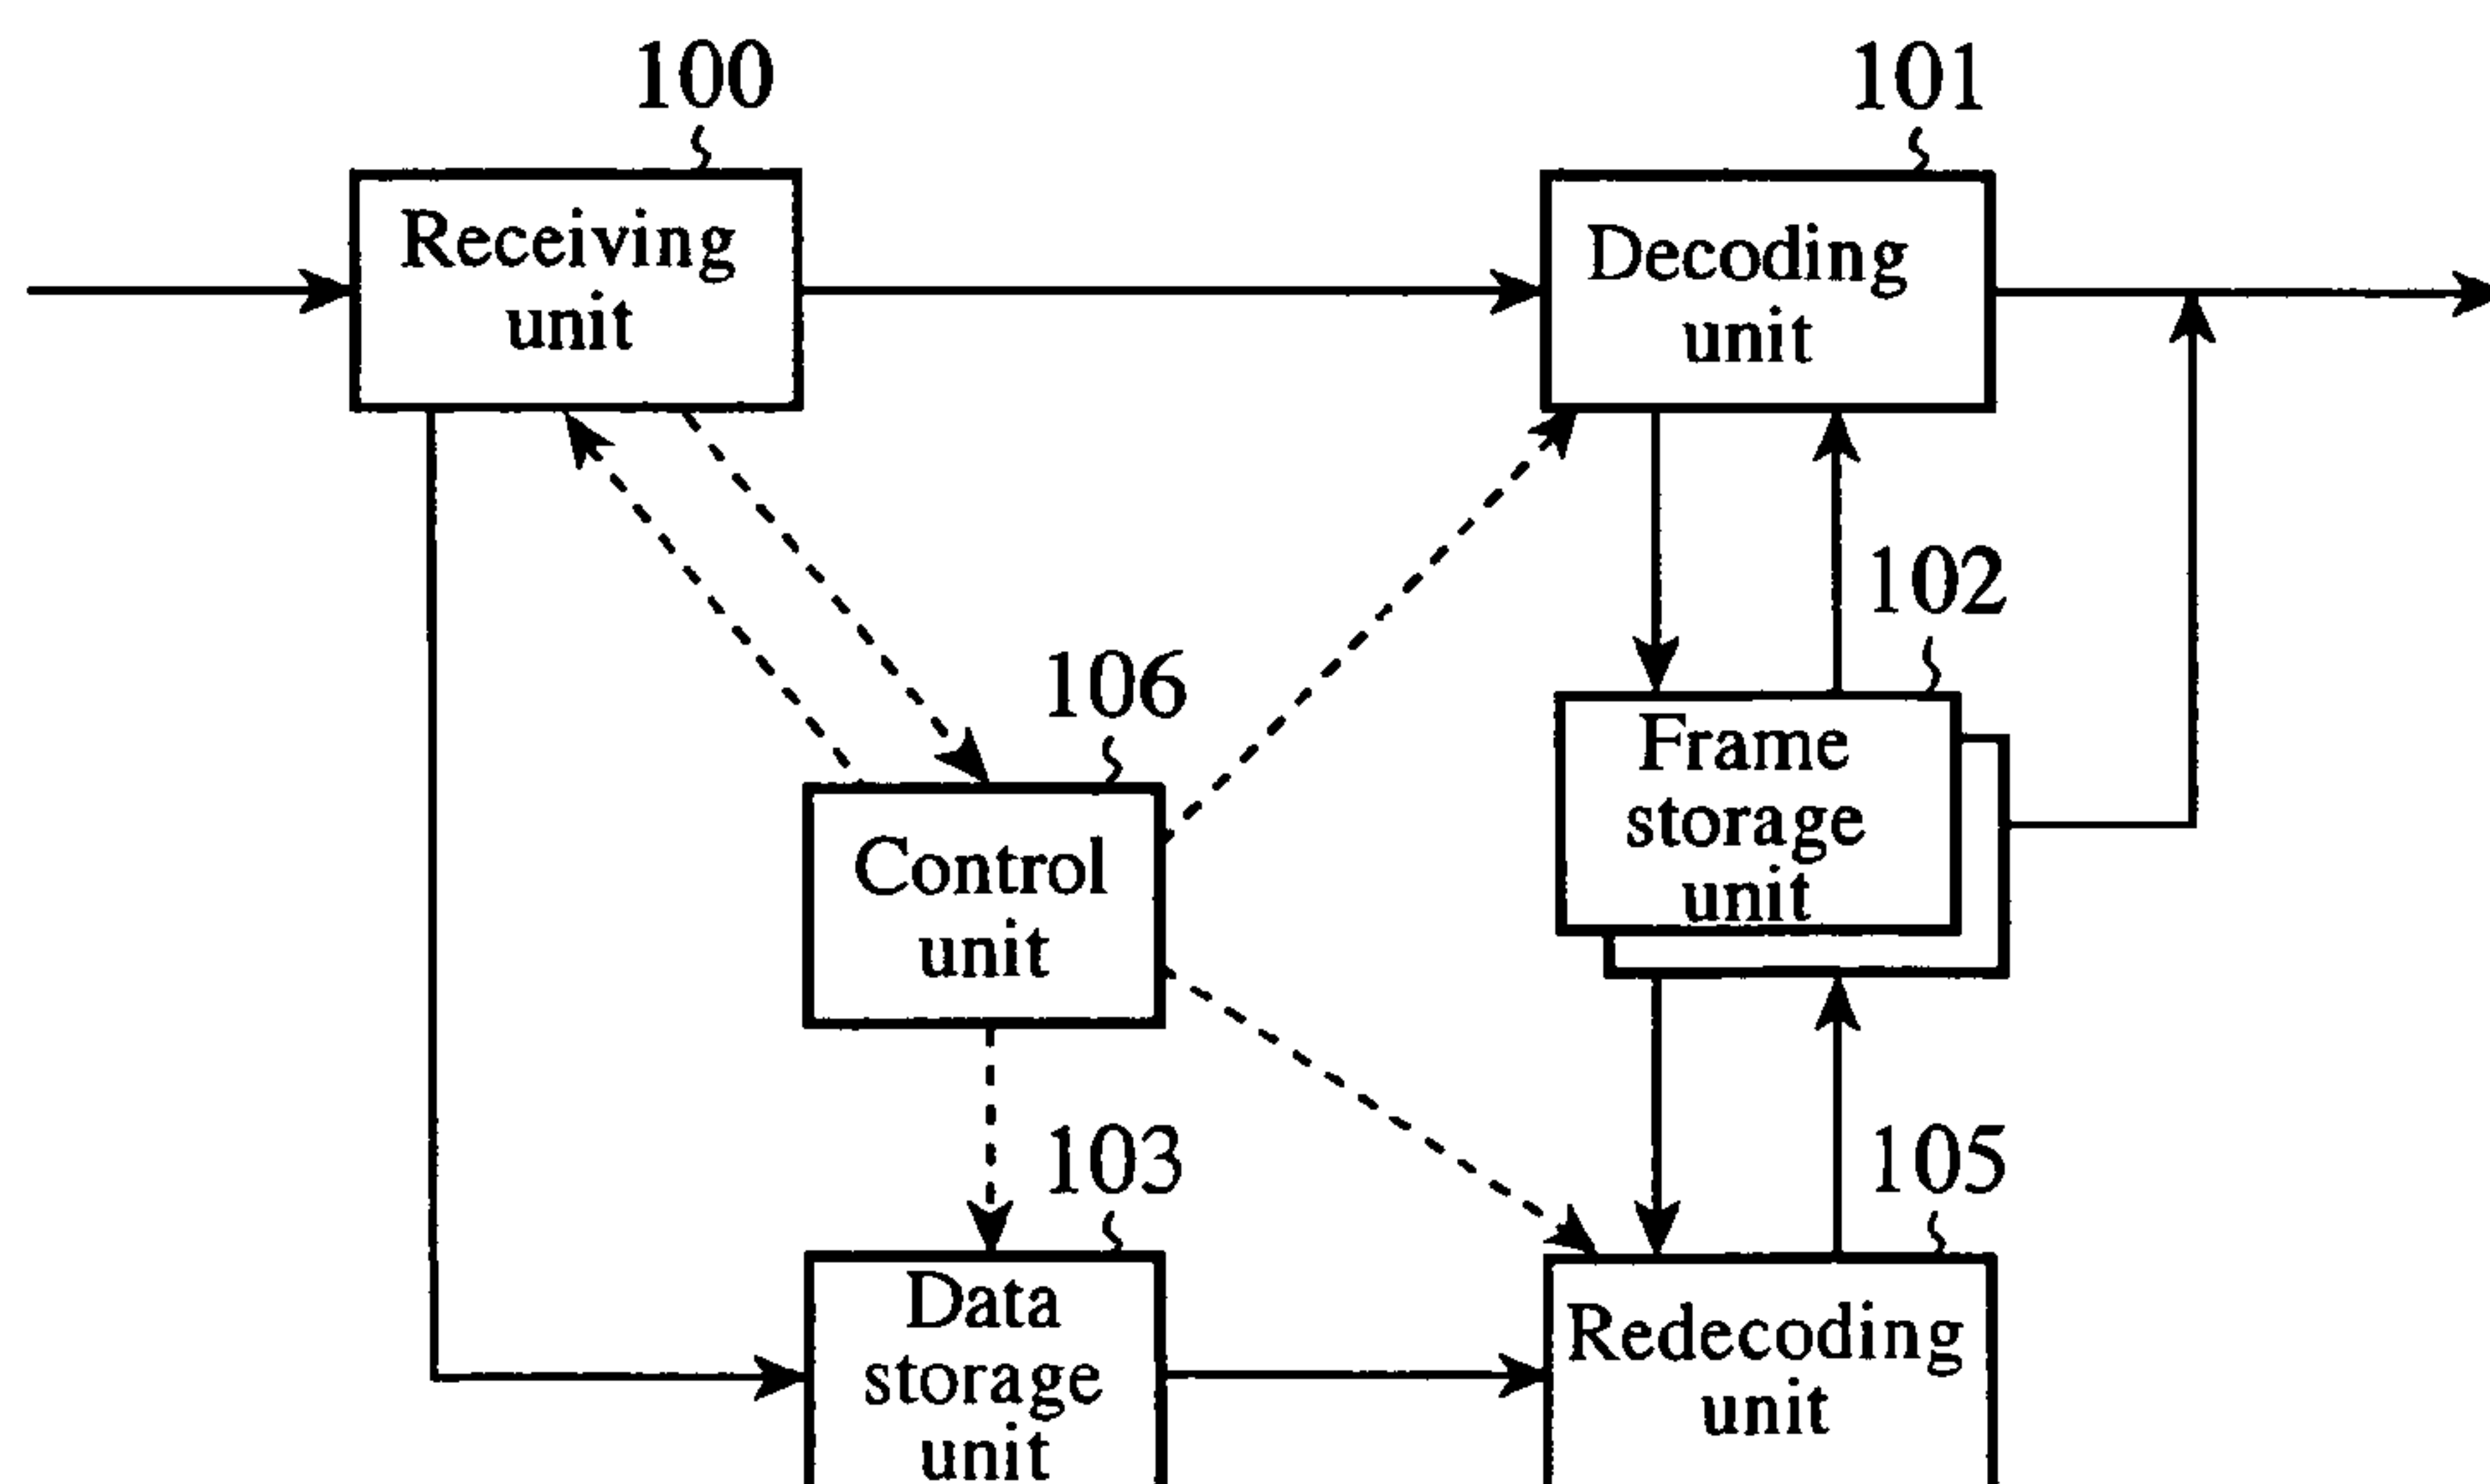 100
101
Receiving
unit
Decoding
unit
102
106
Frame
storage
unit
Control
unit
103
105
Data
storage
unit
Redecoding
unit